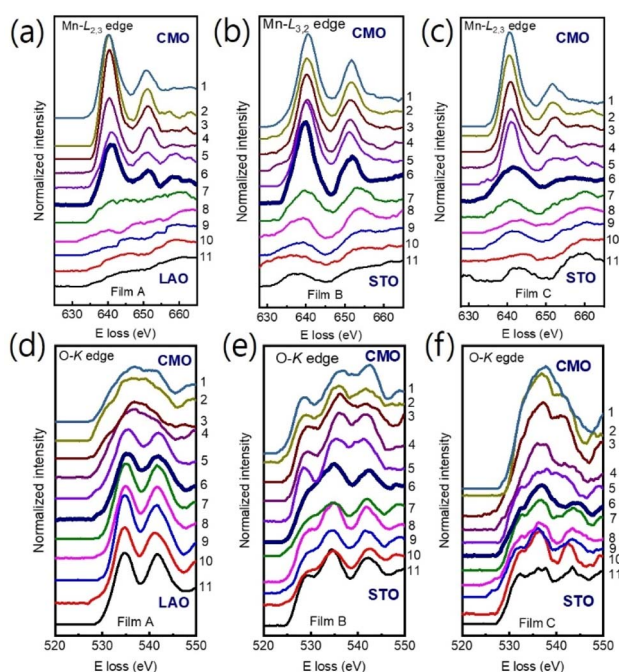 (a)
Mn-L2,3 edge
CMO
1
2
3
4
5
6
7
8
9
10
11
LAO
Film A
Normalized intensity
630 640 650 660
E loss (eV)
(b)
Mn-L3,2 edge
CMO
1
2
3
4
5
6
7
8
9
10
11
STO
Film B
Normalized intensity
630 640 650 660
E loss (eV)
(c)
Mn-L2,3 edge
CMO
1
2
3
4
5
6
7
8
9
10
11
STO
Film C
Normalized intensity
630 640 650 660
E loss (eV)
(d)
O-K edge
CMO
1
2
3
4
5
6
7
8
9
10
11
LAO
Film A
Normalized intensity
520 530 540 550
E loss (eV)
(e)
O-K edge
CMO
1
2
3
4
5
6
7
8
9
10
11
STO
Film B
Normalized intensity
520 530 540 550
E loss (eV)
(f)
O-K egde
CMO
1
2
3
4
5
6
7
8
9
10
11
STO
Film C
Normalized intensity
520 530 540 550
E loss (eV)